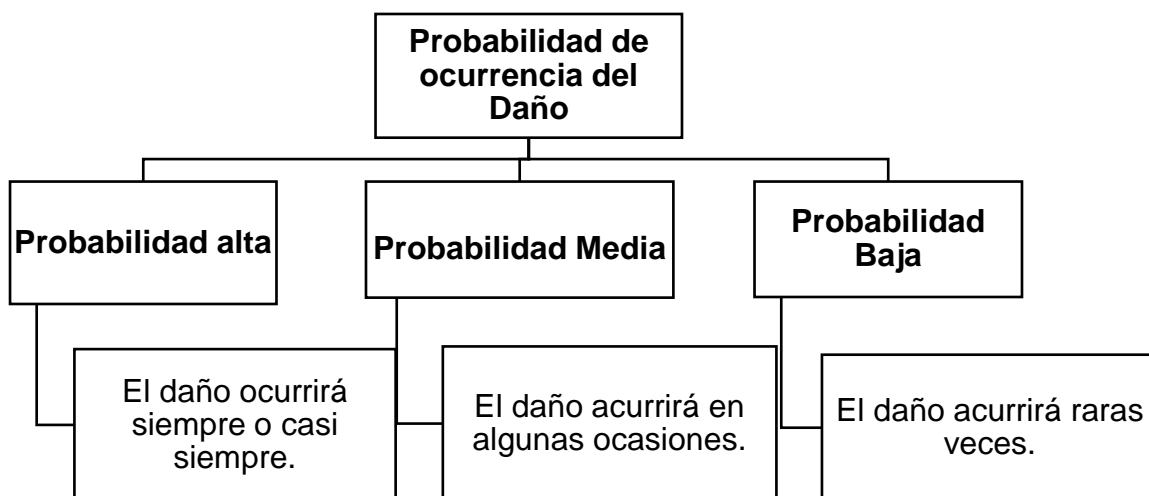 Probabilidad de
ocurrencia del
Daño
Probabilidad alta
Probabilidad Media
Probabilidad
Baja
El daño ocurrirá
siempre o casi
siempre.
El daño acurrirá en
algunas ocasiones.
El daño acurrirá raras
veces.